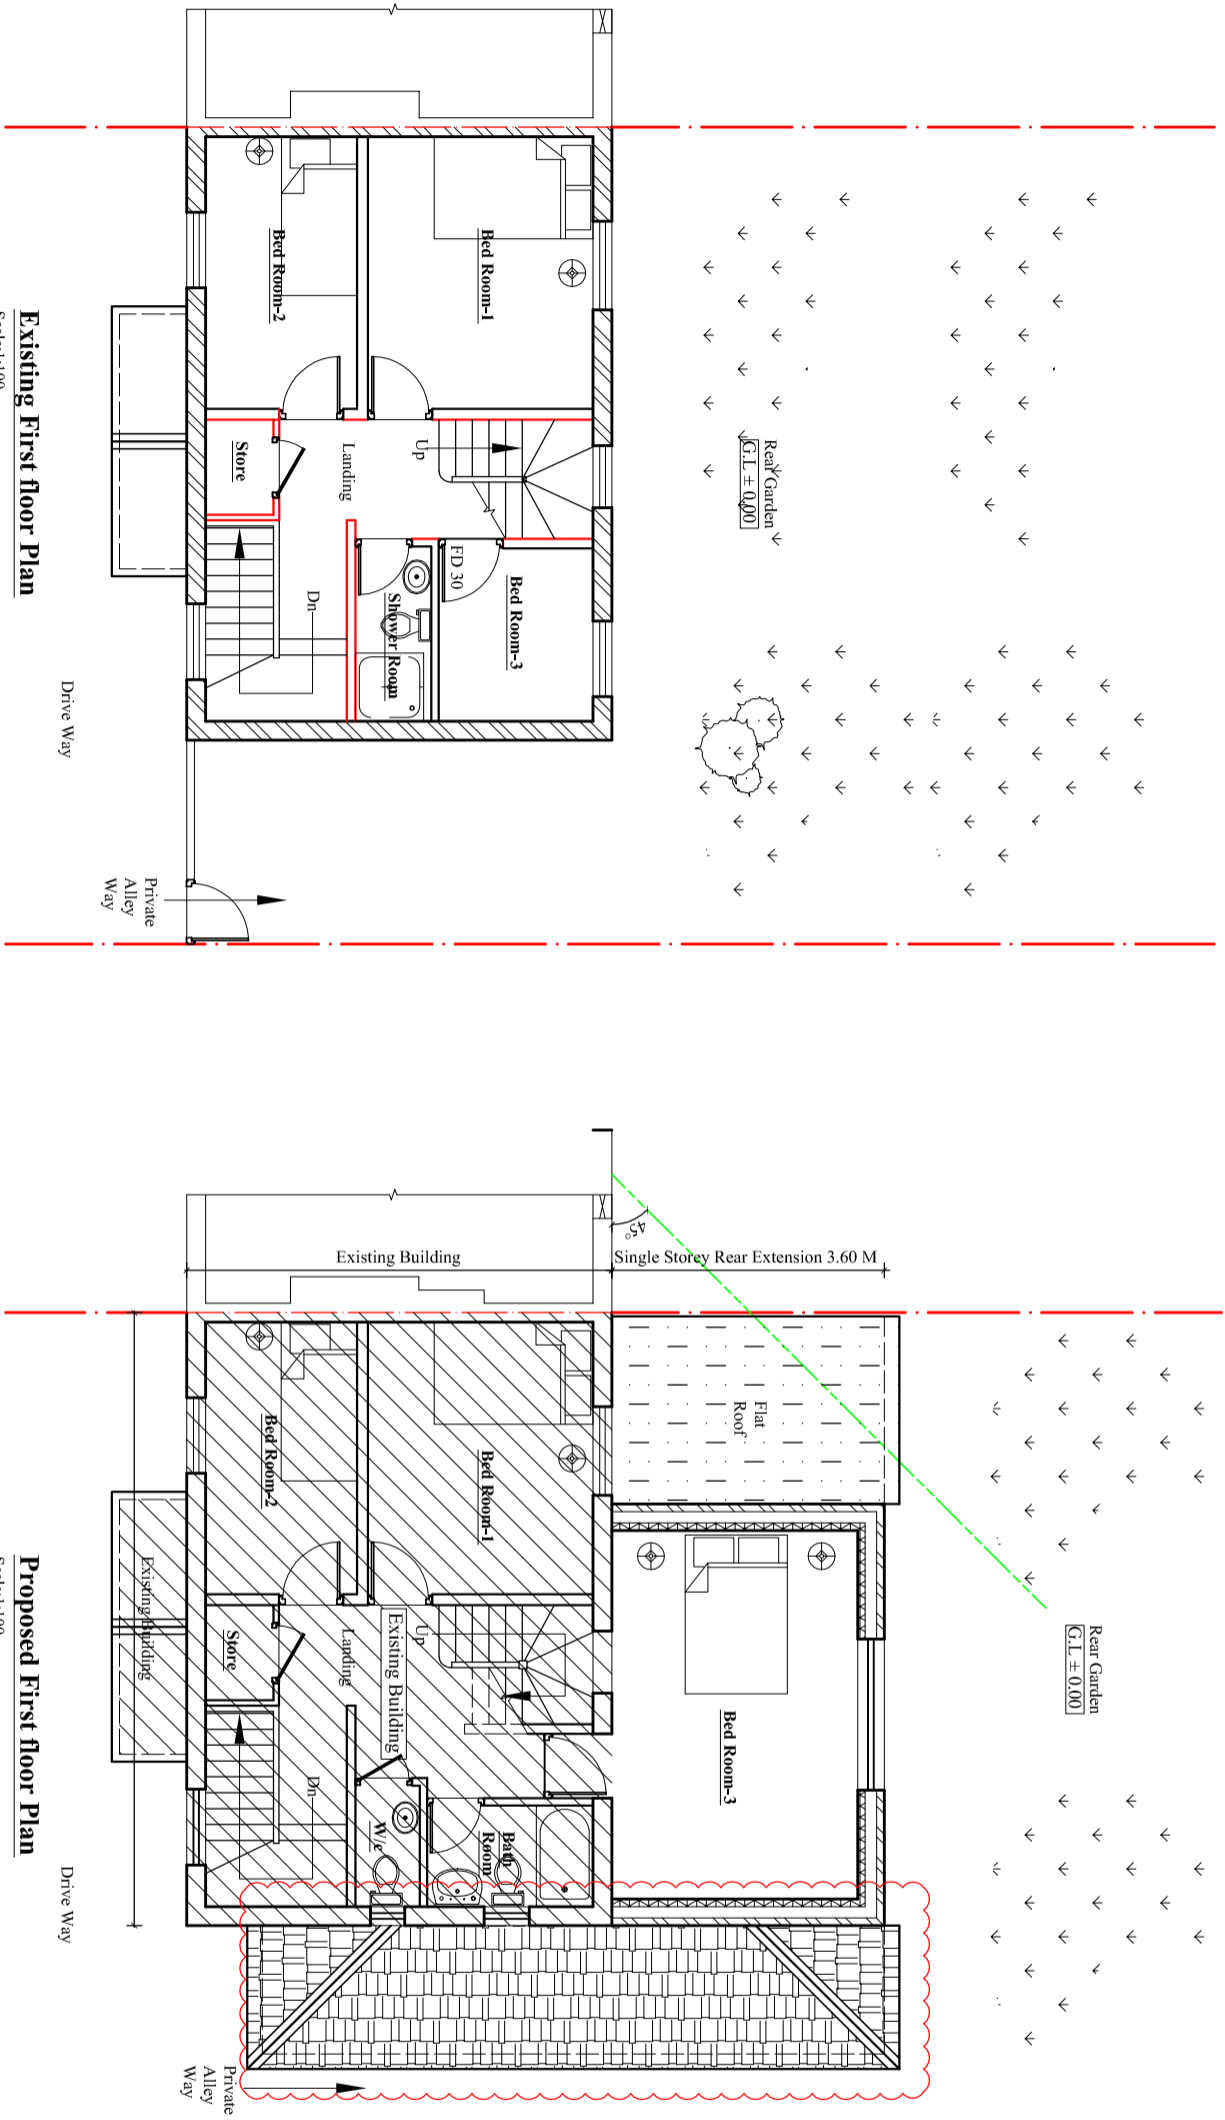 Rear Garden
G.L ± 0.00
Bed Room-1
Bed Room-2
Up
Landing
Store
FD 30
Bed Room-3
Shower Room
Dn
Existing First floor Plan
Drive Way
Private
Alley
Way
45°
Existing Building
Single Storey Rear Extension 3.60 M
Flat
Roof
Rear Garden
G.L ± 0.00
Bed Room-1
Bed Room-2
Bed Room-3
Up
Landing
Existing Building
Store
Existing Building
Dn
W/c
Bath
Room
Proposed First floor Plan
Drive Way
Private
Alley
Way